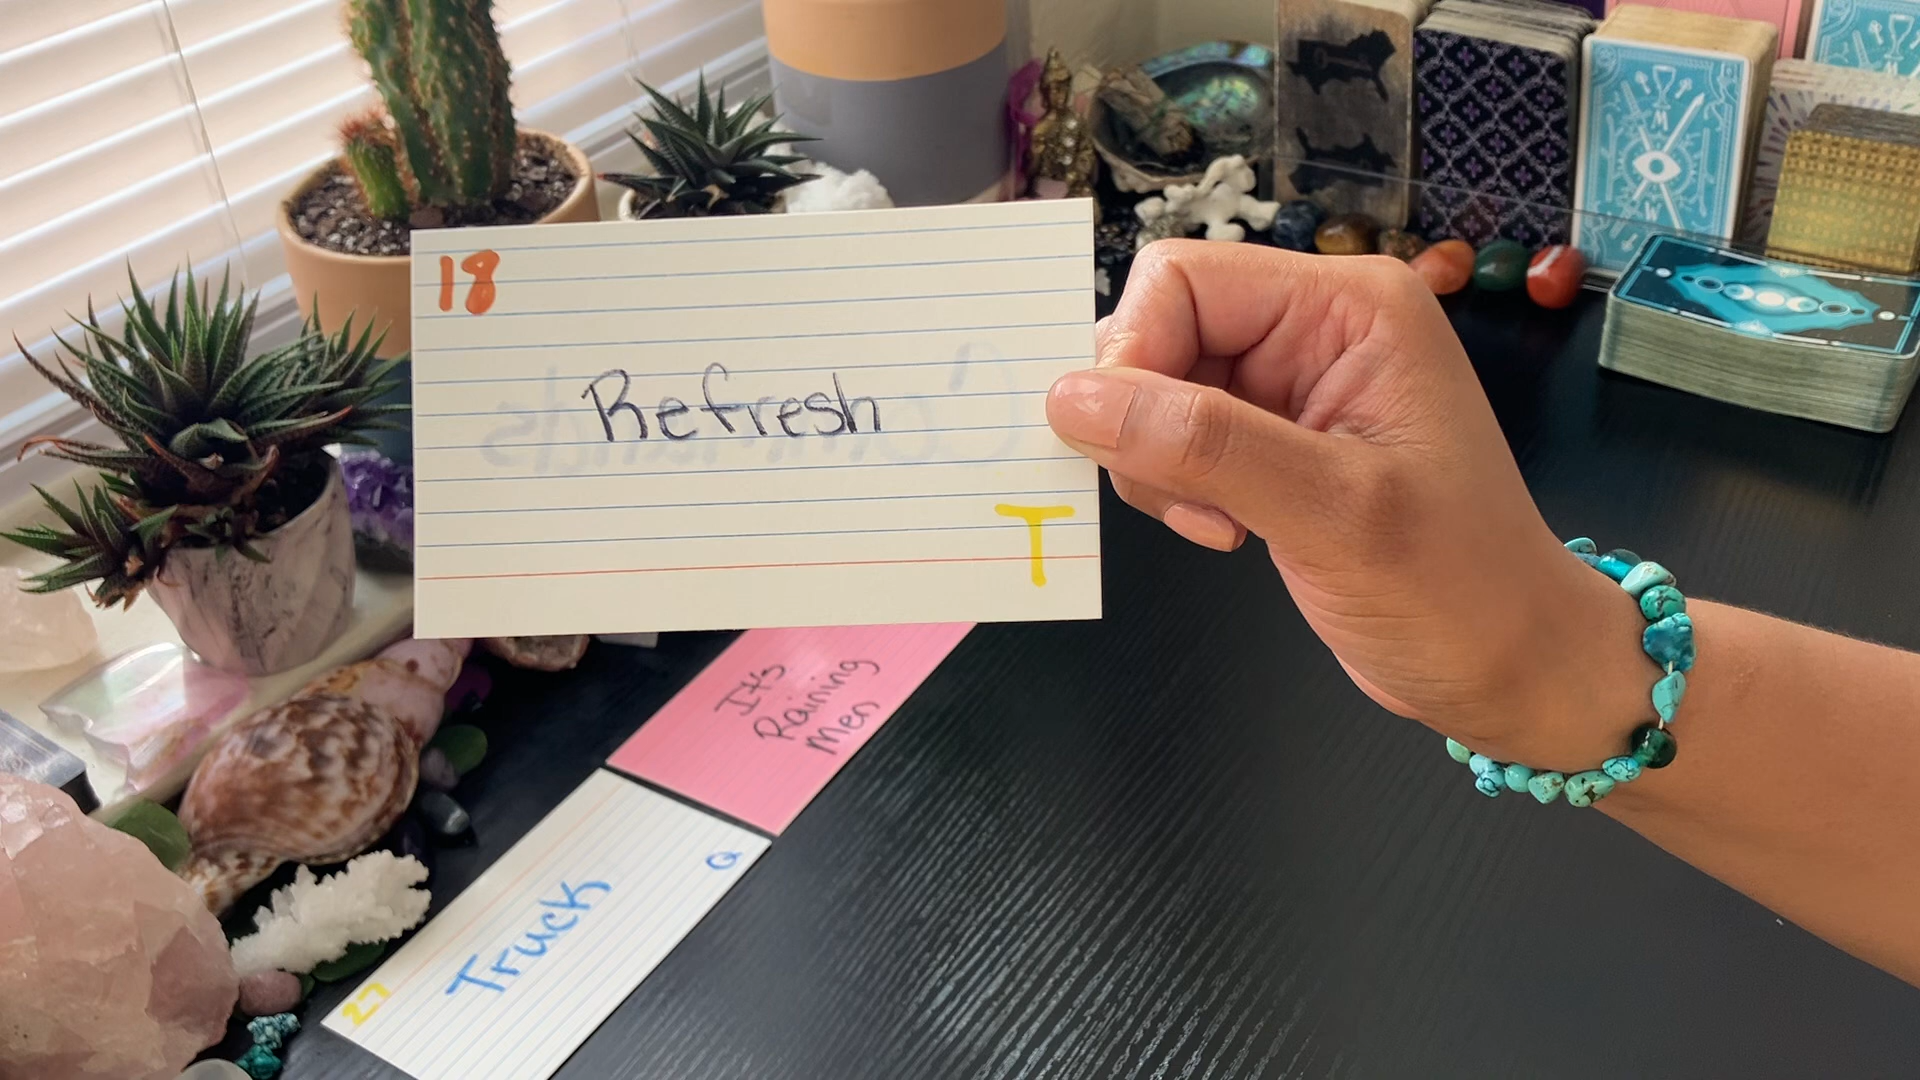 18
Refresh
T
It's
Raining
Men
Q
Truck
27